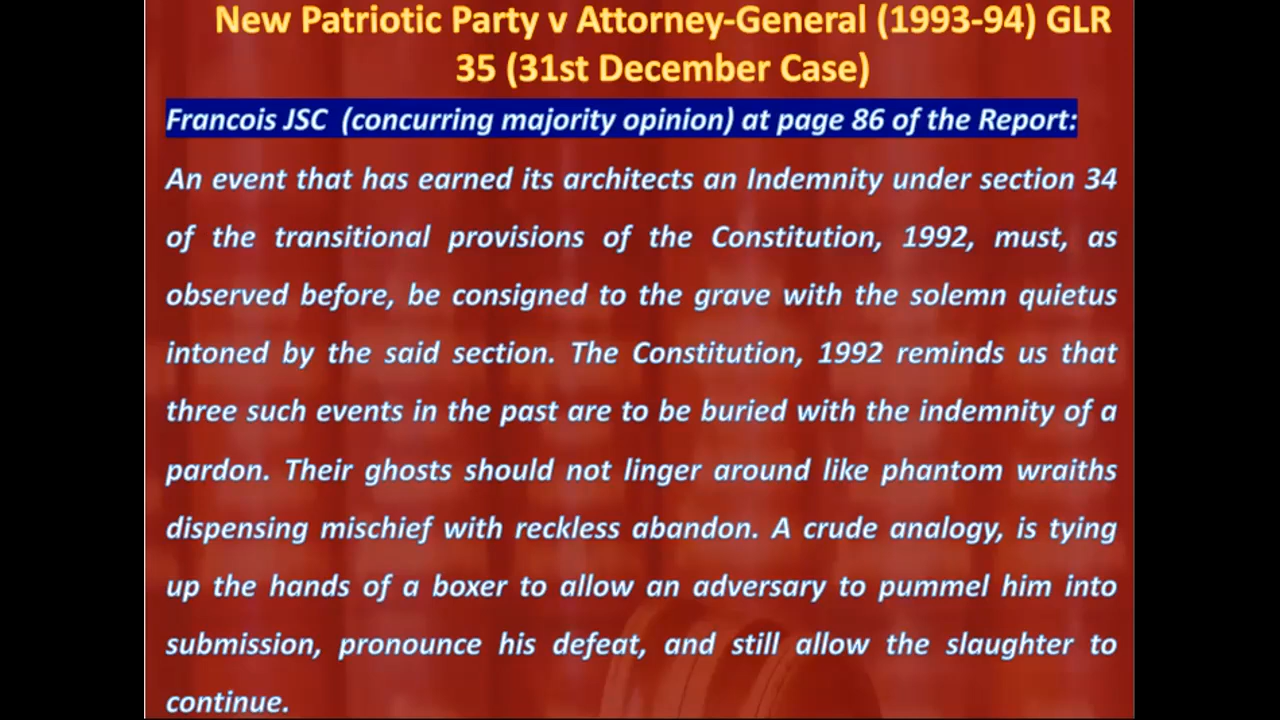 New Patriotic Party v Attorney-General (1993-94) GLR
35 (31st December Case)
Francois JSC (concurring majority opinion) at page 86 of the Report:
An event that has earned its architects an Indemnity under section 34
of the transitional provisions of the Constitution, 1992, must, as
observed before, be consigned to the grave with the solemn quietus
intoned by the said section. The Constitution, 1992 reminds us that
three such events in the past are to be buried with the indemnity of a
pardon. Their ghosts should not linger around like phantom wraiths
dispensing mischief with reckless abandon. A crude analogy, is tying
up the hands of a boxer to allow an adversary to pummel him into
submission, pronounce his defeat, and still allow the slaughter to
continue.